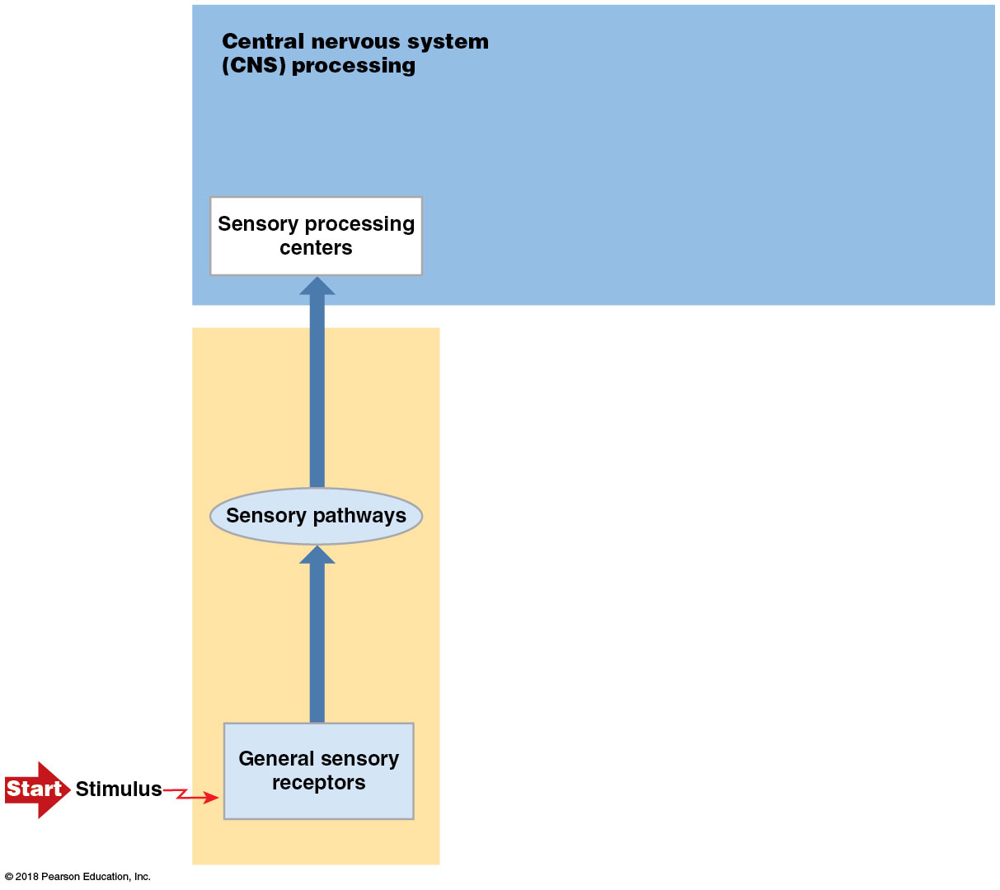 Central nervous system
(CNS) processing
Sensory processing
centers
Sensory pathways
General sensory
receptors
Start Stimulus
© 2018 Pearson Education, Inc.